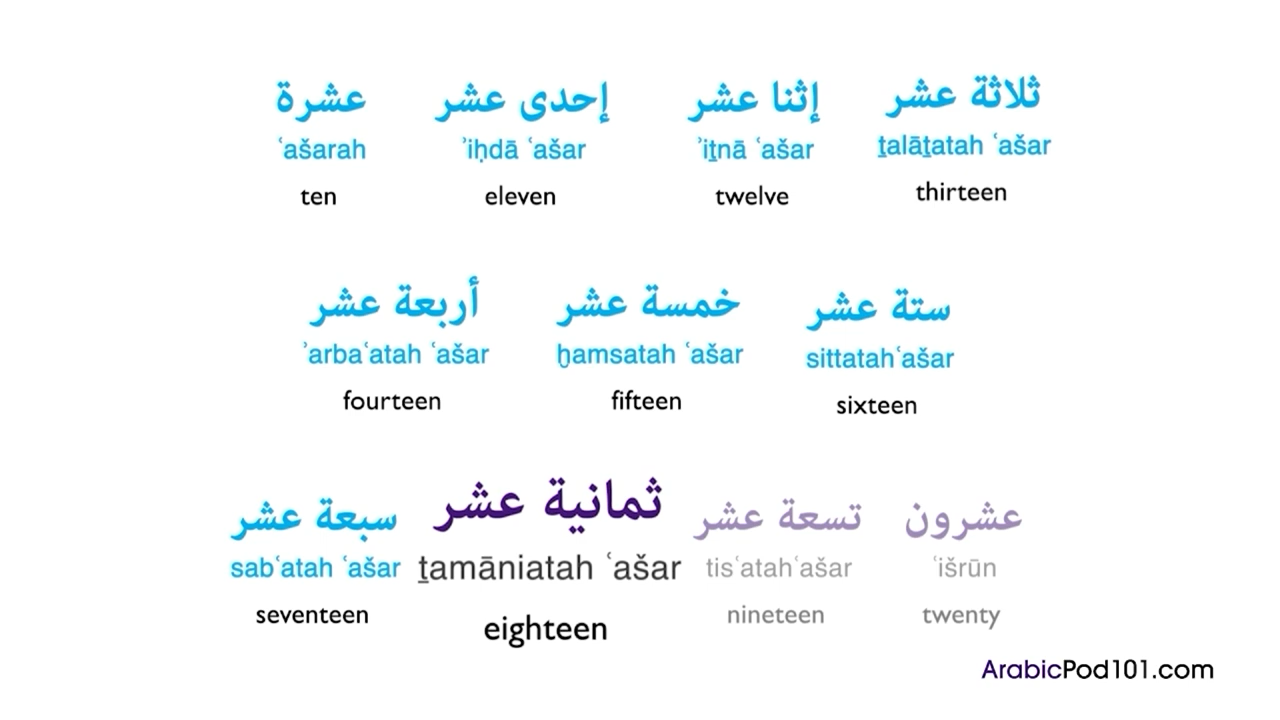 عشرة
ʿašarah
ten
إحدى عشر
ʾiḥdā ʿašar
eleven
إثنا عشر
ʾiṯnā ʿašar
twelve
ثلاثة عشر
ṯalāṯatah ʿašar
thirteen
أربعة عشر
ʾarbaʿatah ʿašar
fourteen
خمسة عشر
ḫamsatah ʿašar
fifteen
ستة عشر
sittatahʿašar
sixteen
سبعة عشر
sabʿatah ʿašar
seventeen
ثمانية عشر
ṯamāniatah ʿašar
eighteen
تسعة عشر
tisʿatahʿašar
nineteen
عشرون
ʿišrūn
twenty
ArabicPod101.com